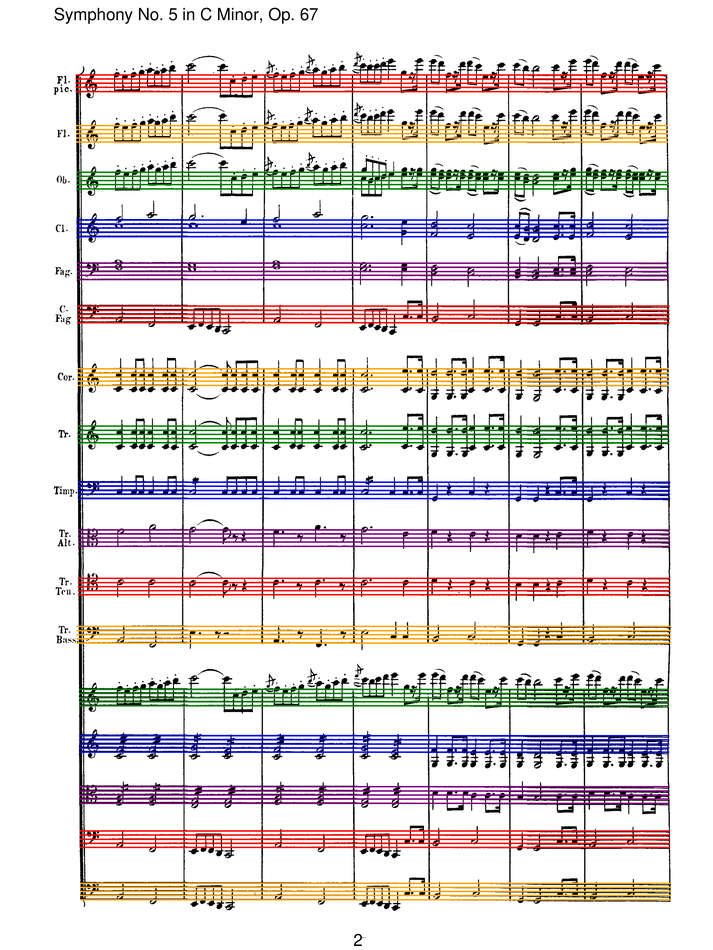 Symphony No. 5 in C Minor, Op. 67
Fl.
pic.
Fl.
Ob.
Cl.
Fag.
C-
Fag
Cor.
Tr.
Timp.
Tr.
Alt.
Tr.
Ten.
Tr.
Bass
2